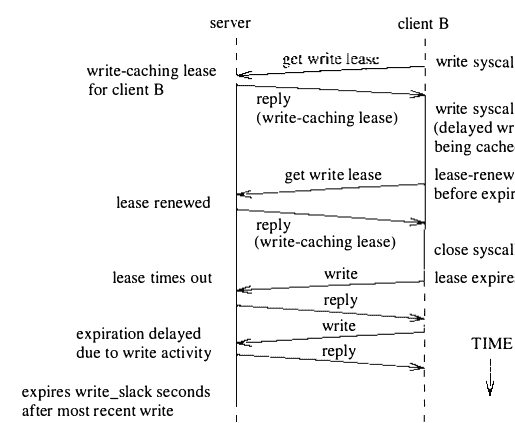 server
client B
get write lease
write syscal
write-caching lease
for client B
reply
(write-caching lease)
write syscal
(delayed wr
being cache
get write lease
lease-renew
before expir
lease renewed
reply
(write-caching lease)
close syscal
lease times out
write
lease expire
reply
expiration delayed
due to write activity
write
reply
TIME
expires write_slack seconds
after most recent write